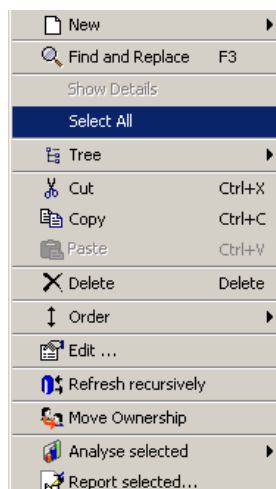 New
Find and Replace F3
Show Details
Select All
Tree
Cut Ctrl+X
Copy Ctrl+C
Paste Ctrl+V
Delete Delete
Order
Edit ...
Refresh recursively
Move Ownership
Analyse selected
Report selected...